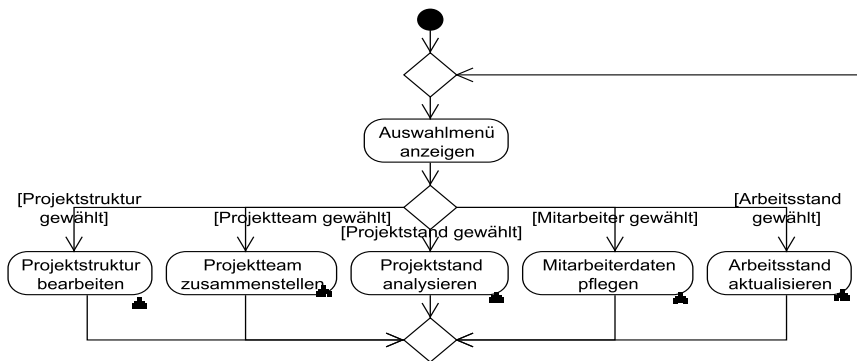 Auswahlmenü
anzeigen
[Projektstruktur
gewählt]
[Projektteam gewählt]
[Projektstand gewählt]
[Mitarbeiter gewählt]
[Arbeitsstand
gewählt]
Projektstruktur
bearbeiten
Projektteam
zusammenstellen
Projektstand
analysieren
Mitarbeiterdaten
pflegen
Arbeitsstand
aktualisieren